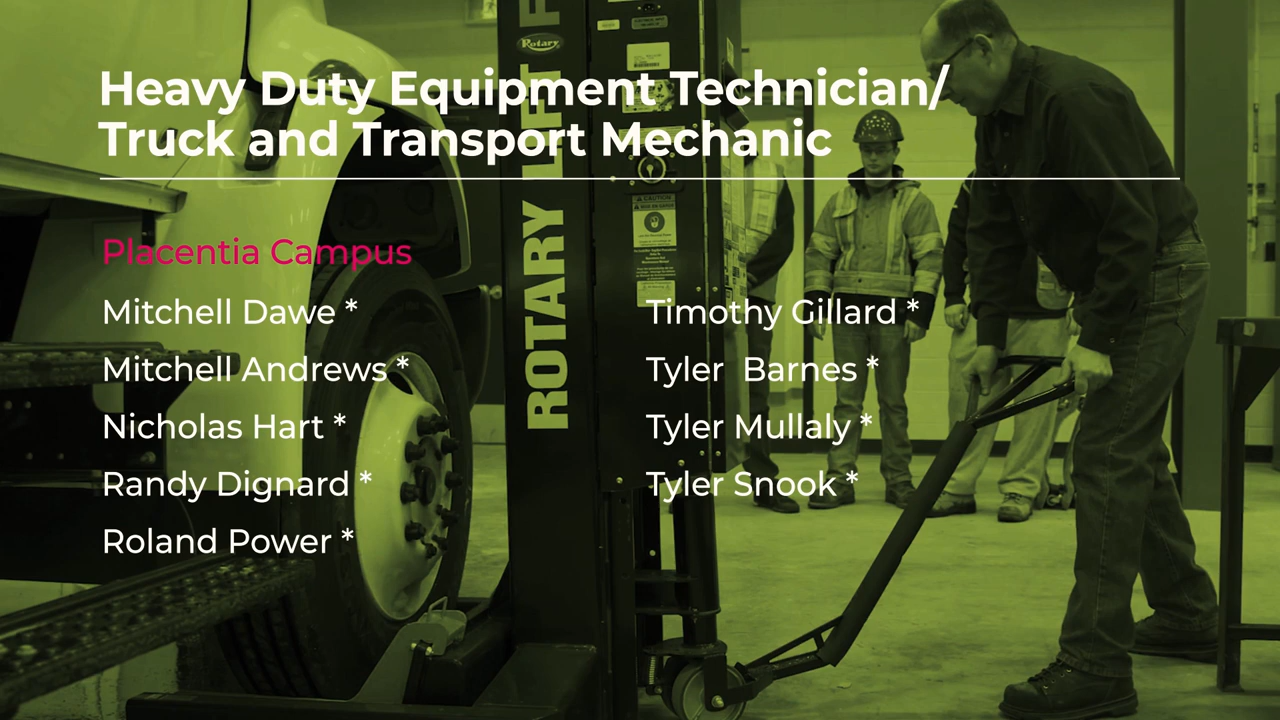 Heavy Duty Equipment Technician/
Truck and Transport Mechanic
Placentia Campus
Mitchell Dawe *
Mitchell Andrews *
Nicholas Hart *
Randy Dignard *
Roland Power *
Timothy Gillard *
Tyler  Barnes *
Tyler Mullaly *
Tyler Snook *
Rotary
ROTARY LIFT
CAUTION